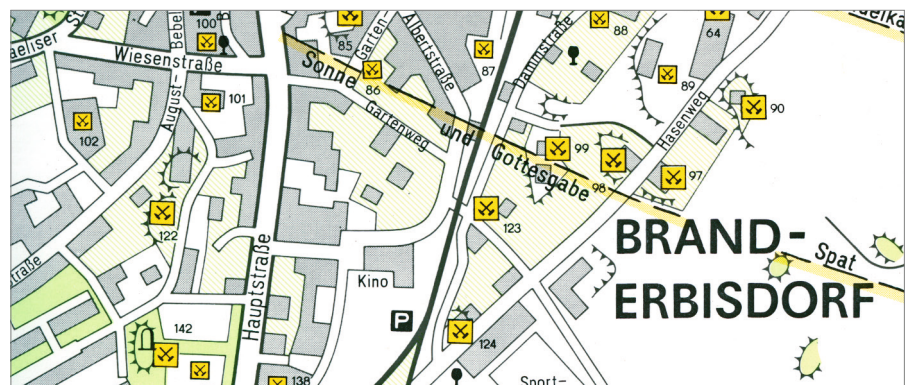 100
Bebel
Wiesenstraße
August-
101
102
85
Garten-
Albertstraße
86
87
Dammstraße
88
64
89
90
Hasenweg
Sonne und Gottesgabe
Gartenweg
99
98
97
122
123
BRAND-
ERBISDORF
Spat
Hauptstraße
Kino
P
142
124
138
Sport-